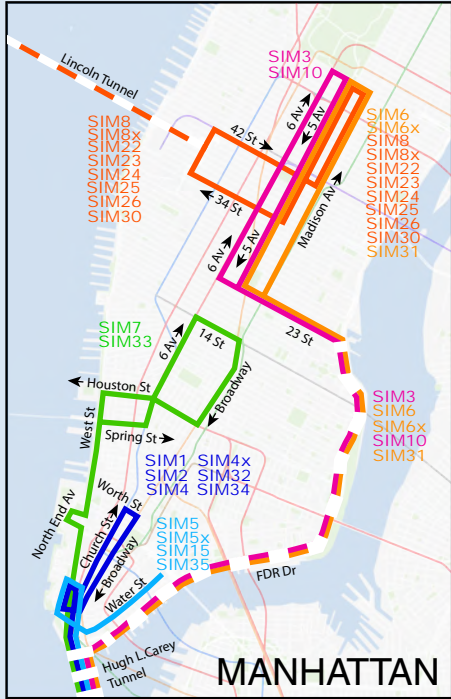 Lincoln Tunnel
SIM3
SIM10
SIM8
SIM8x
SIM22
SIM23
SIM24
SIM25
SIM26
SIM30
42 St
34 St
6 Av
5 Av
SIM6
SIM6x
SIM8
SIM8x
SIM22
SIM23
SIM24
SIM25
SIM26
SIM30
SIM31
Madison Av
6 Av
5 Av
23 St
SIM7
SIM33
6 Av
14 St
Broadway
Houston St
West St
Spring St
SIM3
SIM6
SIM6x
SIM10
SIM31
SIM1 SIM4x
SIM2 SIM32
SIM4 SIM34
Worth St
Church St
Broadway
North End Av
SIM5
SIM5x
SIM15
SIM35
Water St
FDR Dr
Hugh L.Carey
Tunnel
MANHATTAN